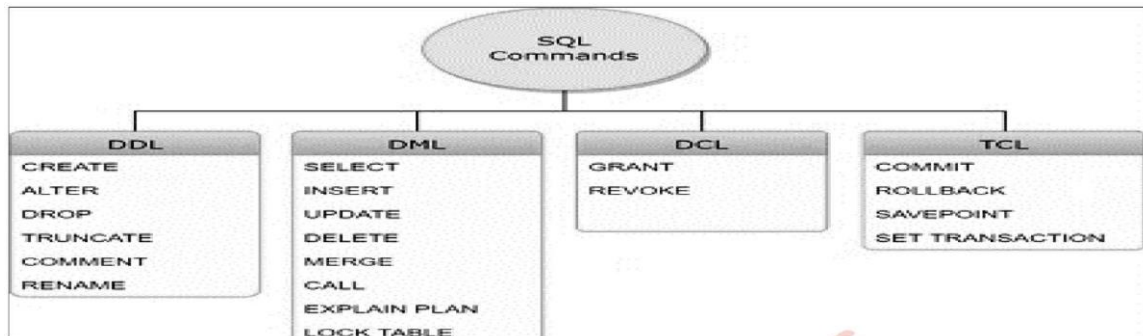 SQL
Commands
DDL
CREATE
ALTER
DROP
TRUNCATE
COMMENT
RENAME
DML
SELECT
INSERT
UPDATE
DELETE
MERGE
CALL
EXPLAIN PLAN
LOCK TABLE
DCL
GRANT
REVOKE
TCL
COMMIT
ROLLBACK
SAVEPOINT
SET TRANSACTION